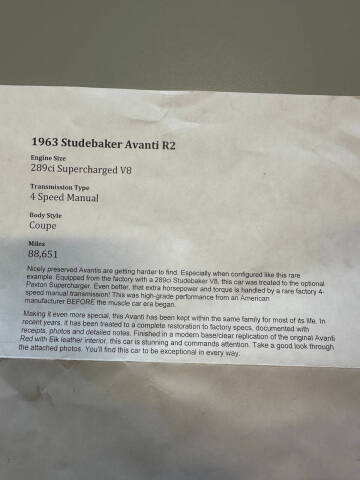 1963 Studebaker Avanti R2
Engine Size
289ci Supercharged V8
Transmission Type
4 Speed Manual
Body Style
Coupe
Miles
88,651
Nicely preserved Avantis are getting harder to find. Especially when configured like this rare
example. Equipped from the factory with a 289ci Studebaker V8, this car was treated to the optional
Paxton Supercharger. Even better, that extra horsepower and torque is handled by a rare factory 4-
speed manual transmission! This was high-grade performance from an American
manufacturer BEFORE the muscle car era began.
Making it even more special, this Avanti has been kept within the same family for most of its life. In
recent years, it has been treated to a complete restoration to factory specs, documented with
receipts, photos and detailed notes. Finished in a modern base/clear replication of the original Avanti
Red with Elk leather interior, this car is stunning and commands attention. Take a good look through
the attached photos. You'll find this car to be exceptional in every way.